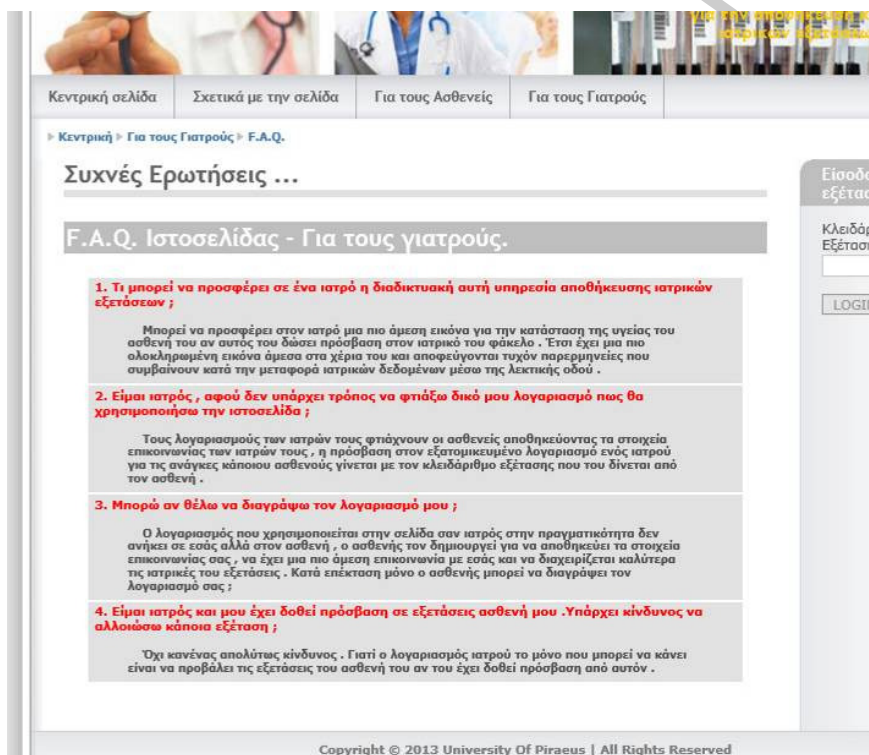 για την αποθήκευση
ιατρικών εξετάσεων
Κεντρική σελίδα Σχετικά με την σελίδα Για τους Ασθενείς Για τους Γιατρούς
Κεντρική Για τους Γιατρούς F.A.Q.
Συχνές Ερωτήσεις ...
F.A.Q. Ιστοσελίδας - Για τους γιατρούς.
1. Τι μπορεί να προσφέρει σε ένα ιατρό η διαδικτυακή αυτή υπηρεσία αποθήκευσης ιατρικών
εξετάσεων ;
Μπορεί να προσφέρει στον ιατρό μια πιο άμεση εικόνα για την κατάσταση της υγείας του
ασθενή του αν αυτός του δώσει πρόσβαση στον ιατρικό του φάκελο . Έτσι έχει μια πιο
ολοκληρωμένη εικόνα άμεσα στα χέρια του και αποφεύγονται τυχόν παρερμηνείες που
συμβαίνουν κατά την μεταφορά ιατρικών δεδομένων μέσω της λεκτικής οδού .
2. Είμαι ιατρός , αφού δεν υπάρχει τρόπος να φτιάξω δικό μου λογαριασμό πως θα
χρησιμοποιήσω την ιστοσελίδα ;
Τους λογαριασμούς των ιατρών τους φτιάχνουν οι ασθενείς αποθηκεύοντας τα στοιχεία
επικοινωνίας των ιατρών τους , η πρόσβαση στον εξατομικευμένο λογαριασμό ενός ιατρού
για τις ανάγκες κάποιου ασθενούς γίνεται με τον κλειδάριθμο εξέτασης που του δίνεται από
τον ασθενή .
3. Μπορώ αν θέλω να διαγράψω τον λογαριασμό μου ;
Ο λογαριασμός που χρησιμοποιείται στην σελίδα σαν ιατρός στην πραγματικότητα δεν
ανήκει σε εσάς αλλά στον ασθενή , ο ασθενής τον δημιουργεί για να αποθηκεύει τα στοιχεία
επικοινωνίας σας , να έχει μια πιο άμεση επικοινωνία με εσάς και να διαχειρίζεται καλύτερα
τις ιατρικές του εξετάσεις . Κατά επέκταση μόνο ο ασθενής μπορεί να διαγράψει τον
λογαριασμό σας ;
4. Είμαι ιατρός και μου έχει δοθεί πρόσβαση σε εξετάσεις ασθενή μου .Υπάρχει κίνδυνος να
αλλοιώσω κάποια εξέταση ;
Όχι κανένας απολύτως κίνδυνος . Γιατί ο λογαριασμός ιατρού το μόνο που μπορεί να κάνει
είναι να προβάλει τις εξετάσεις του ασθενή του αν του έχει δοθεί πρόσβαση από αυτόν .
Copyright © 2013 University Of Piraeus | All Rights Reserved